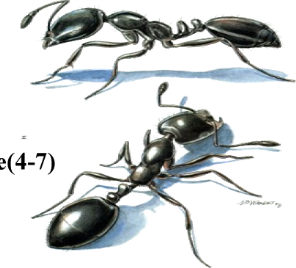 =
e(4-7)